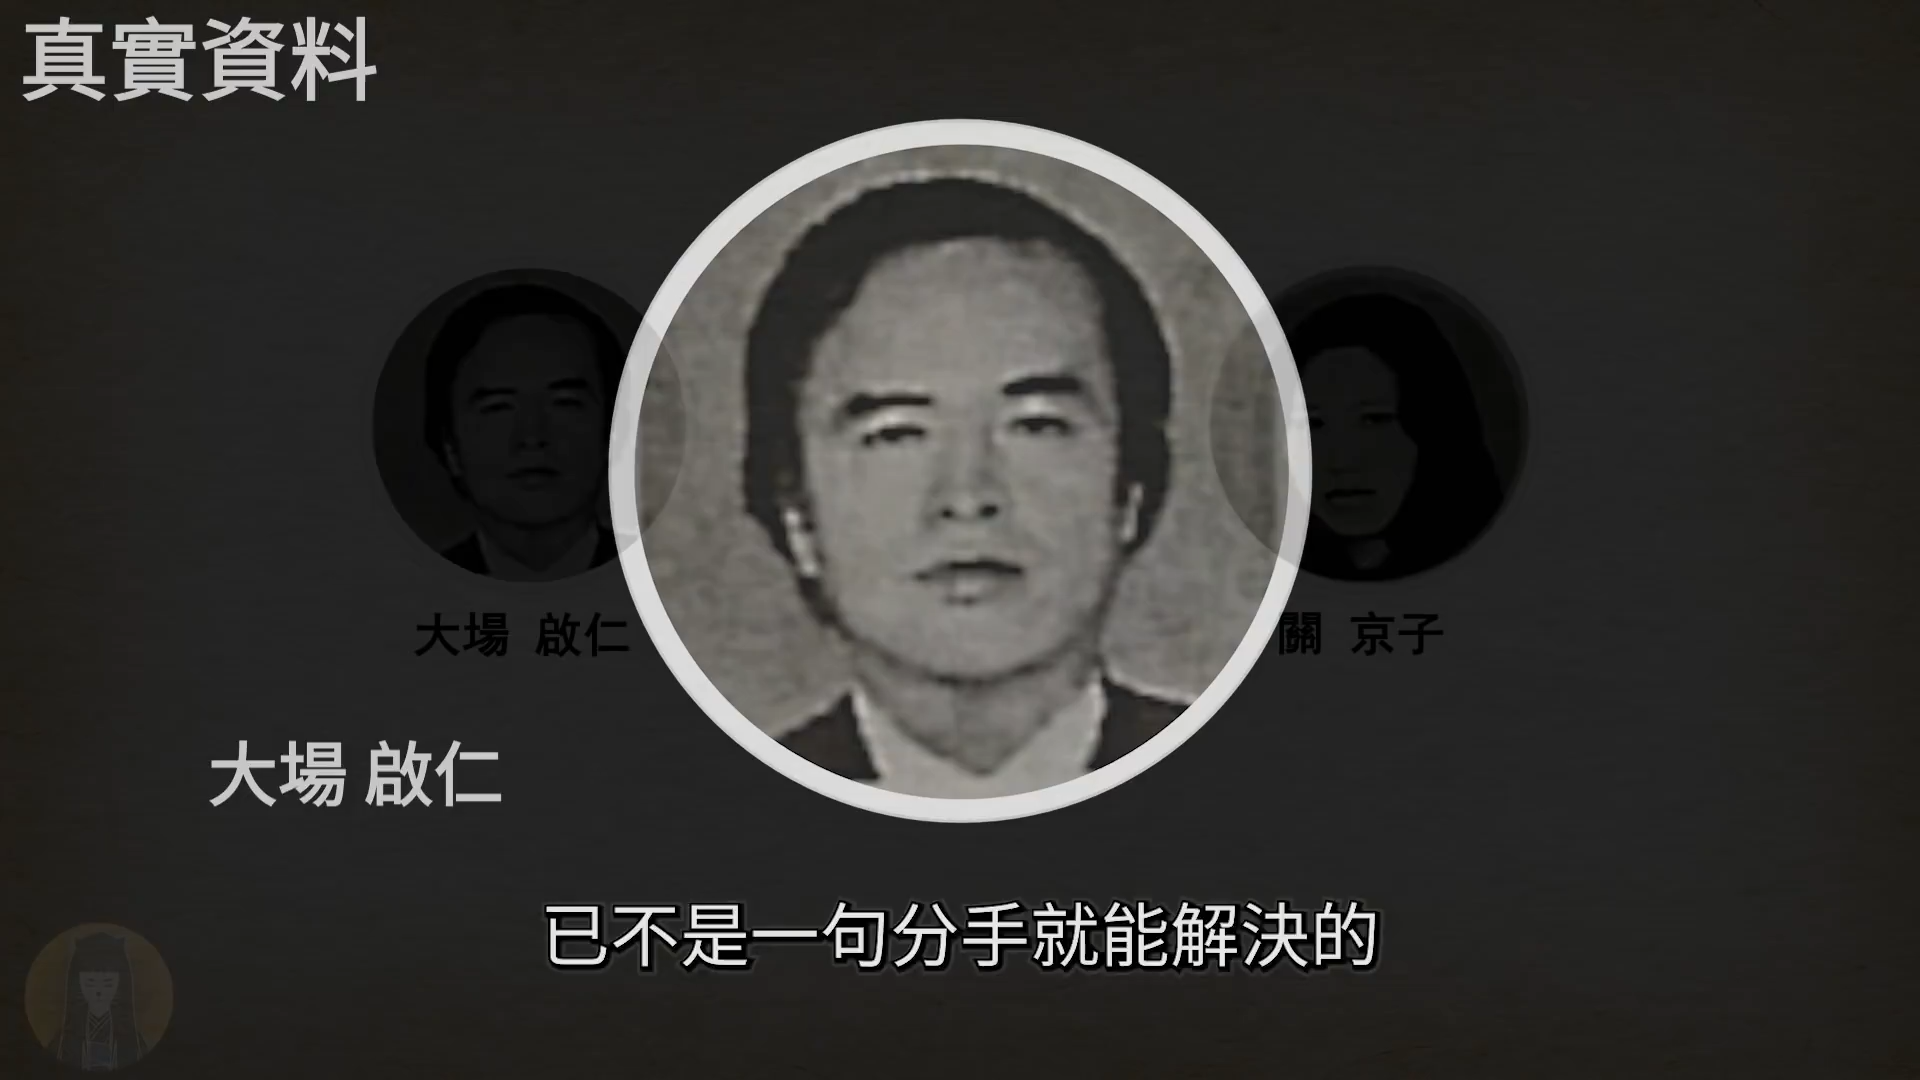 真實資料
大場 啟仁
關 京子
大場 啟仁
已不是一句分手就能解決的